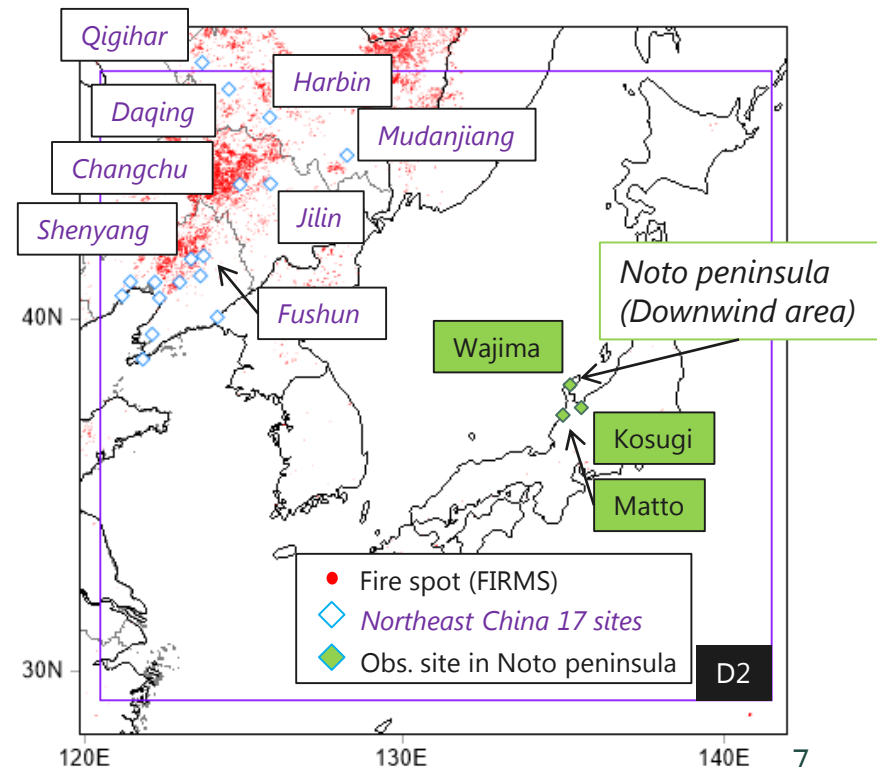 Qigihar
Harbin
Daqing
Mudanjiang
Changchu
Jilin
Shenyang
Noto peninsula
(Downwind area)
Fushun
40N
Wajima
Kosugi
Matto
Fire spot (FIRMS)
Northeast China 17 sites
Obs. site in Noto peninsula
30N
D2
120E
130E
140E
7